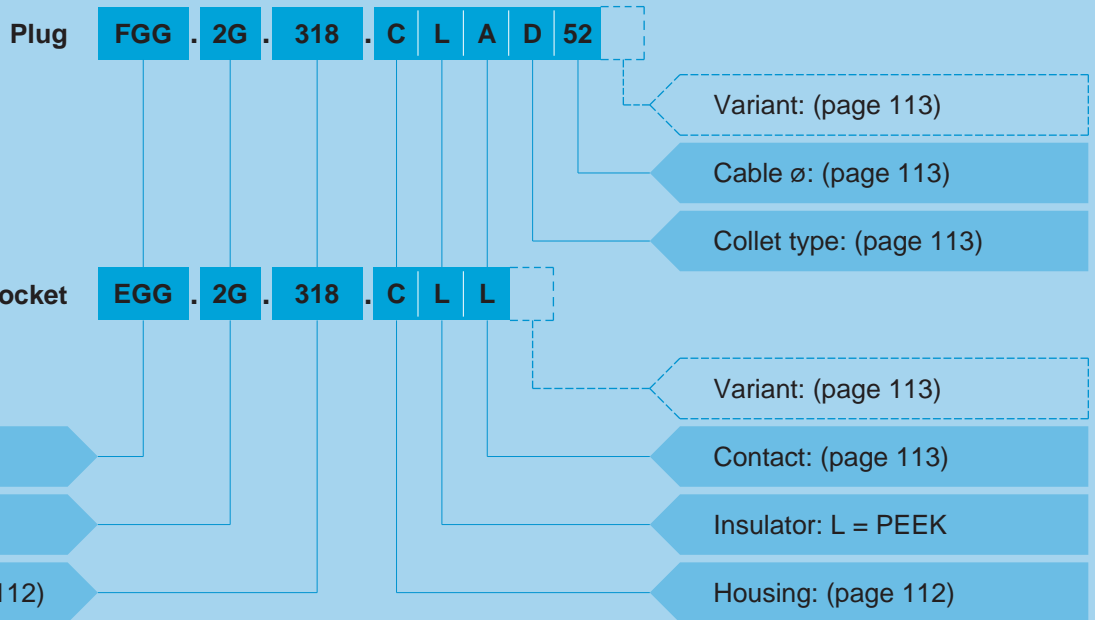 Plug FGG . 2G . 318 . C L A D 52
Variant: (page 113)
Cable ø: (page 113)
Collet type: (page 113)
ocket EGG . 2G . 318 . C L L
Variant: (page 113)
Contact: (page 113)
Insulator: L = PEEK
112) Housing: (page 112)